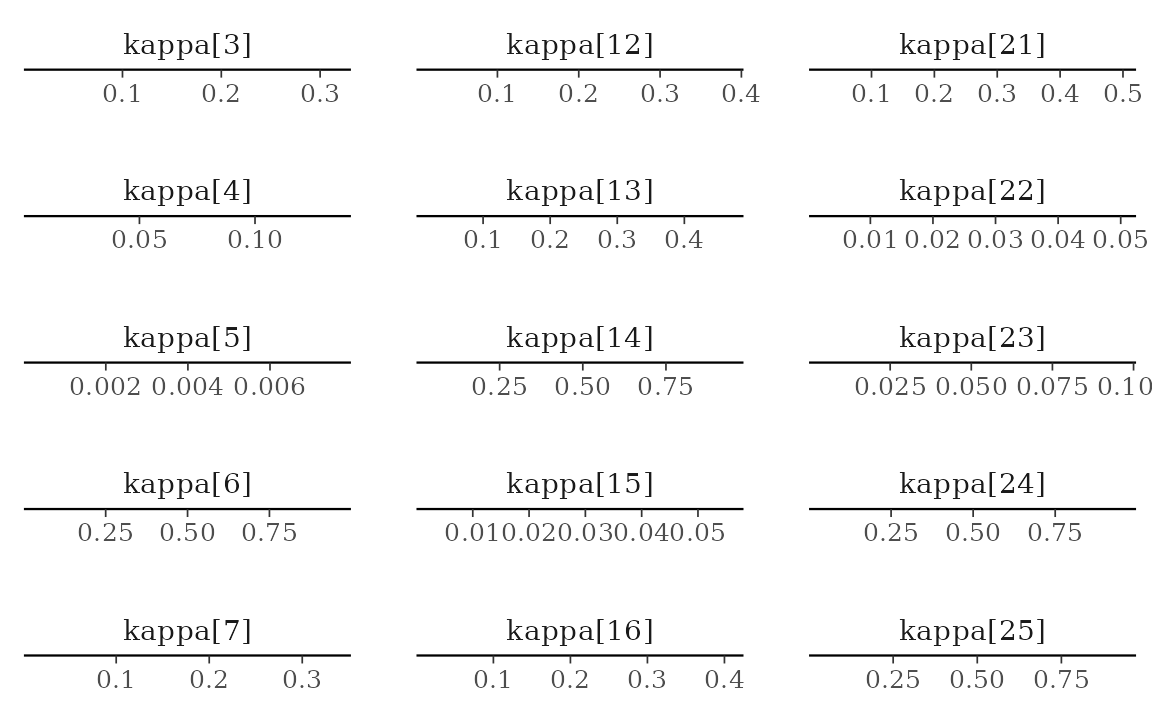 kappa[3] kappa[12] kappa[21]
0.1 0.2 0.3 0.1 0.2 0.3 0.4 0.1 0.2 0.3 0.4 0.5
kappa[4] kappa[13] kappa[22]
0.05 0.10 0.1 0.2 0.3 0.4 0.01 0.02 0.03 0.04 0.05
kappa[5] kappa[14] kappa[23]
0.002 0.004 0.006 0.25 0.50 0.75 0.025 0.050 0.075 0.10
kappa[6] kappa[15] kappa[24]
0.25 0.50 0.75 0.01 0.02 0.03 0.04 0.05 0.25 0.50 0.75
kappa[7] kappa[16] kappa[25]
0.1 0.2 0.3 0.1 0.2 0.3 0.4 0.25 0.50 0.75